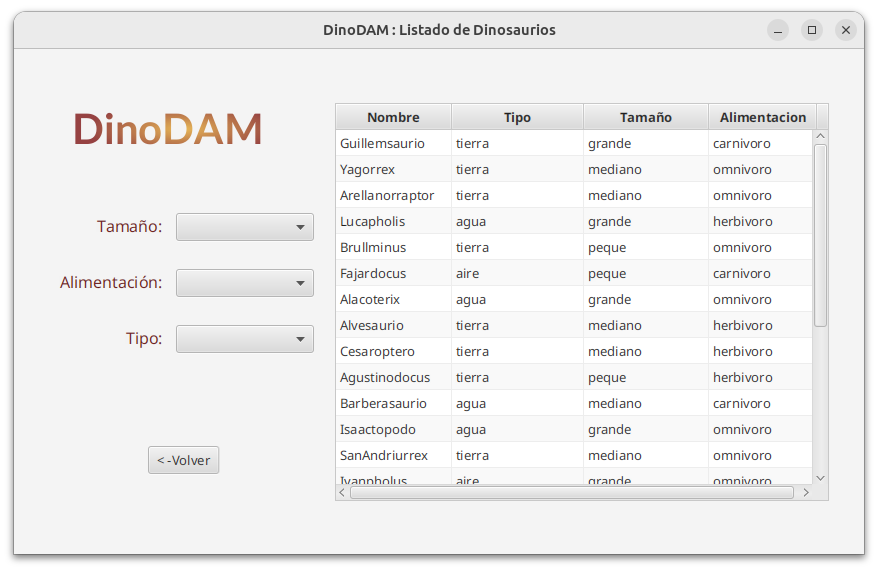 DinoDAM : Listado de Dinosaurios
DinoDAM
Tamaño:
Alimentación:
Tipo:
<-Volver
Nombre Tipo Tamaño Alimentacion
Guillemsaurio tierra grande carnivoro
Yagorrex tierra mediano omnivoro
Arellanorraptor tierra mediano omnivoro
Lucapholis agua grande herbivoro
Brullminus tierra peque omnivoro
Fajardocus aire peque carnivoro
Alacoterix agua grande omnivoro
Alvesaurio tierra mediano herbivoro
Cesaroptero tierra mediano herbivoro
Agustinodocus tierra peque herbivoro
Barberasaurio agua mediano carnivoro
Isaactopodo agua grande omnivoro
SanAndriurrex tierra mediano omnivoro
Ivanpholus aire grande omnivoro